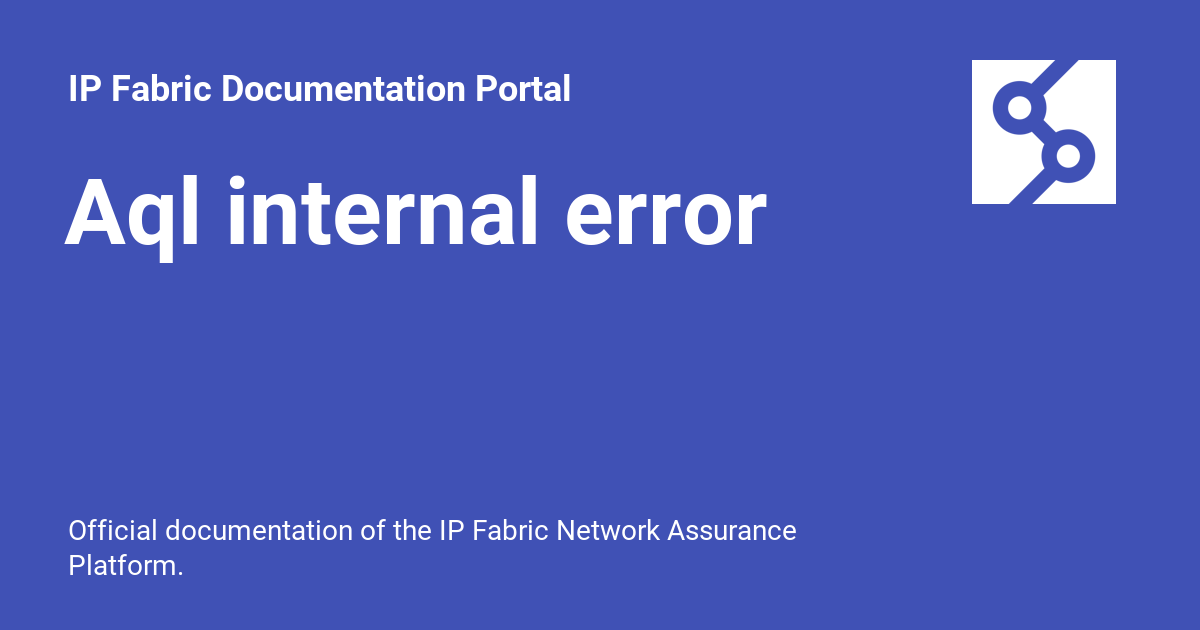 IP Fabric Documentation Portal
Aql internal error
Official documentation of the IP Fabric Network Assurance
Platform.